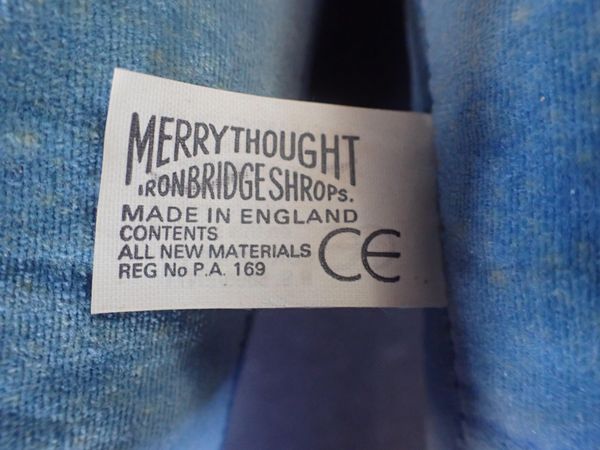 MERRYTHOUGHT
IRONBRIDGE SHROPS.
MADE IN ENGLAND
CONTENTS
ALL NEW MATERIALS
REG No P.A. 169
CE